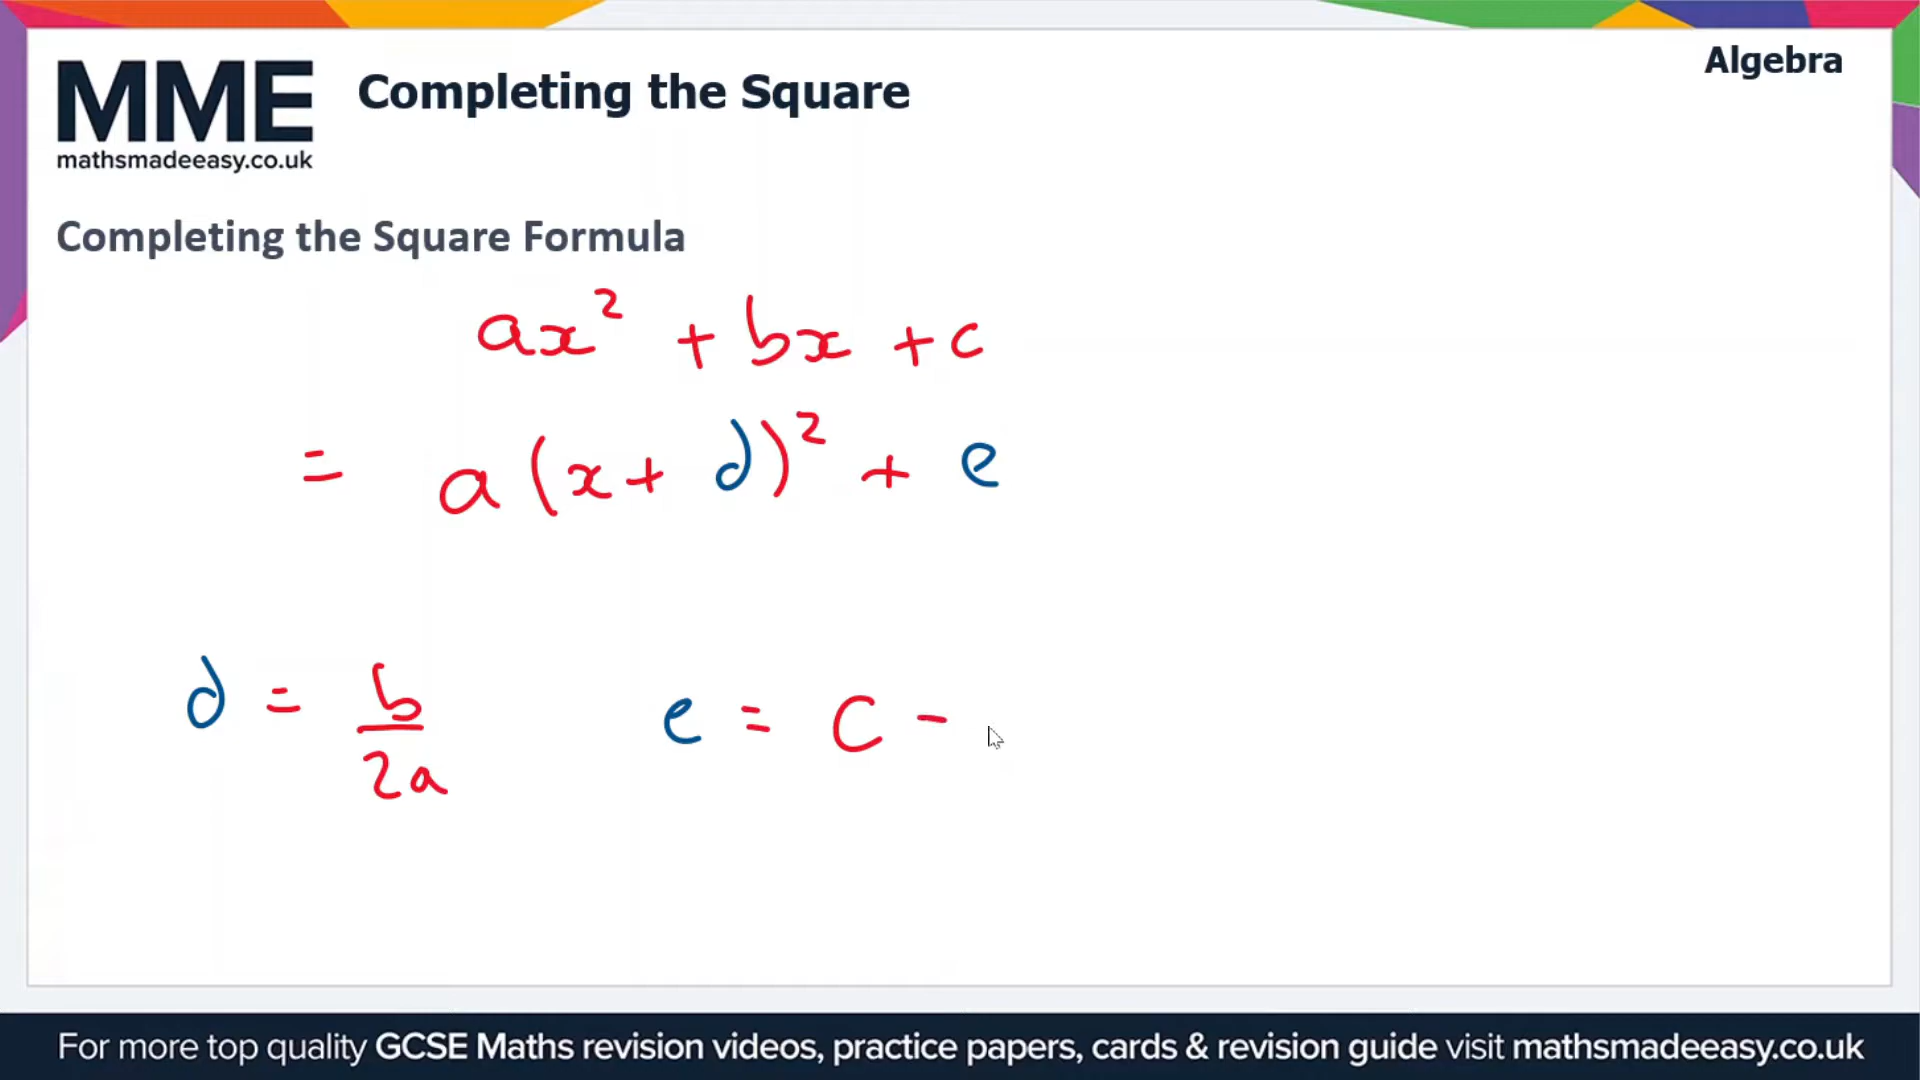 MME
mathsmadeeasy.co.uk
Completing the Square
Algebra
Completing the Square Formula
ax² + bx + c
= a(x + d)² + e
d = b/2a
e = c -
For more top quality GCSE Maths revision videos, practice papers, cards & revision guide visit mathsmadeeasy.co.uk